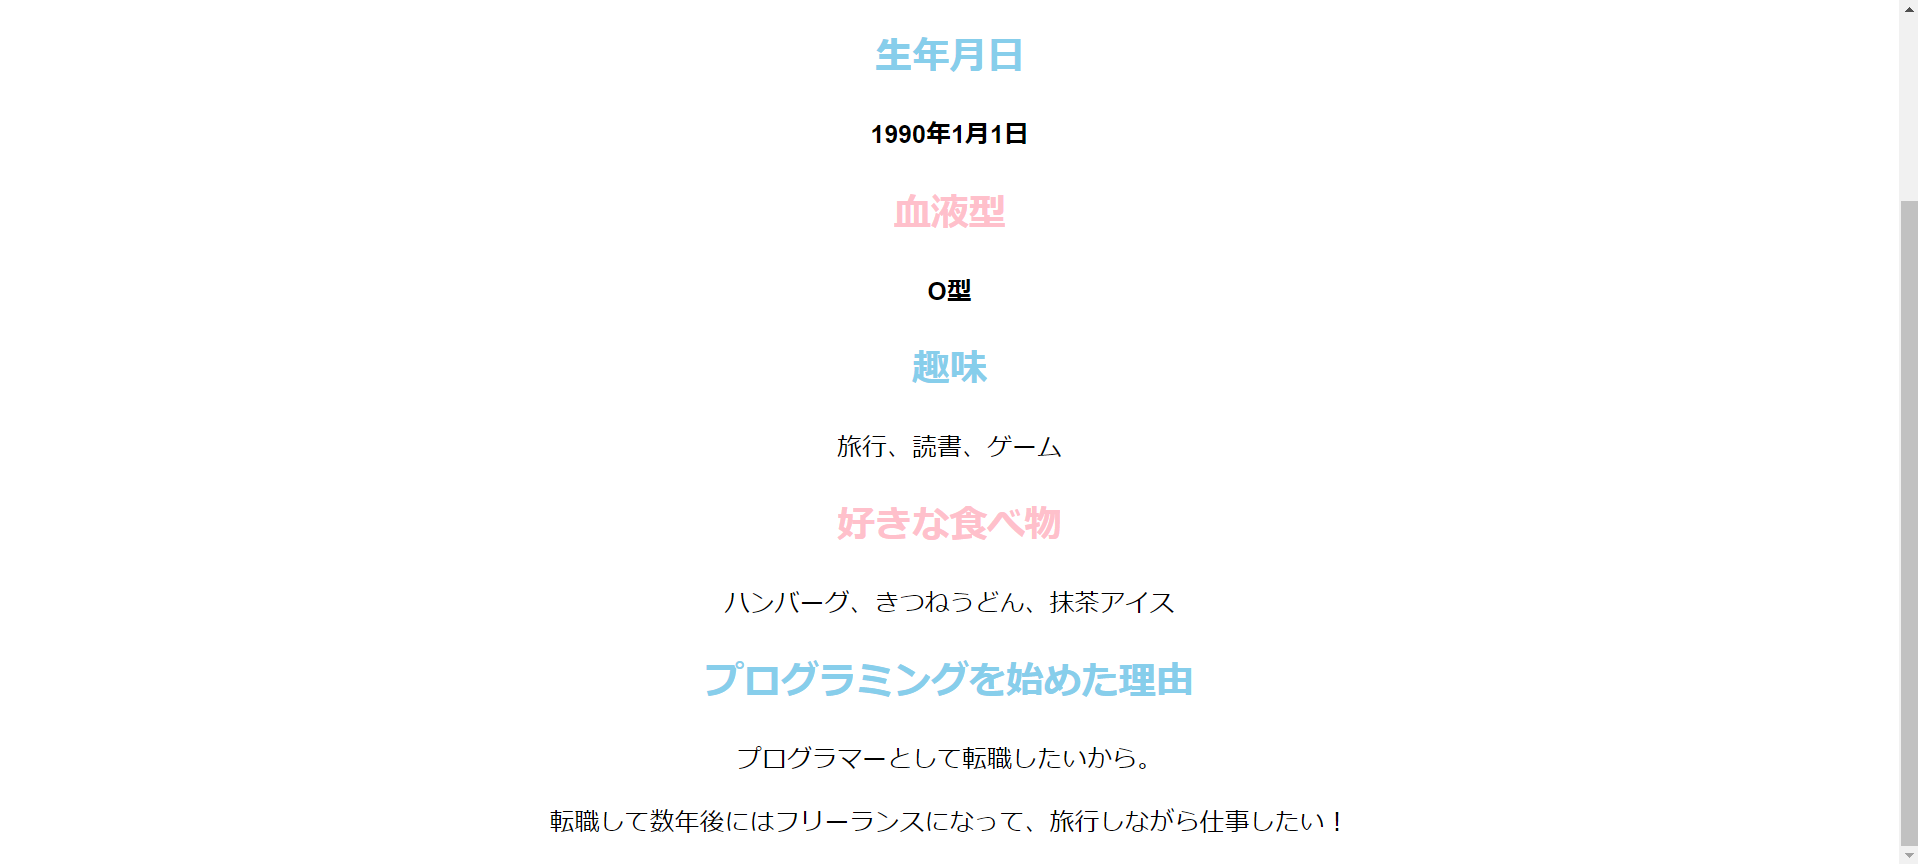 生年月日
1990年1月1日
血液型
O型
趣味
旅行、読書、ゲーム
好きな食べ物
ハンバーグ、きつねうどん、抹茶アイス
プログラミングを始めた理由
プログラマーとして転職したいから。
転職して数年後にはフリーランスになって、旅行しながら仕事したい！